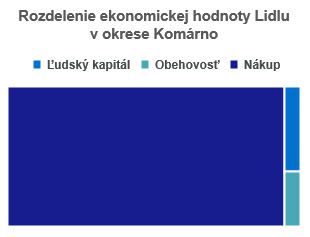 Rozdelenie ekonomickej hodnoty Lidlu
v okrese Komárno
Ľudský kapitál Obehovosť Nákup